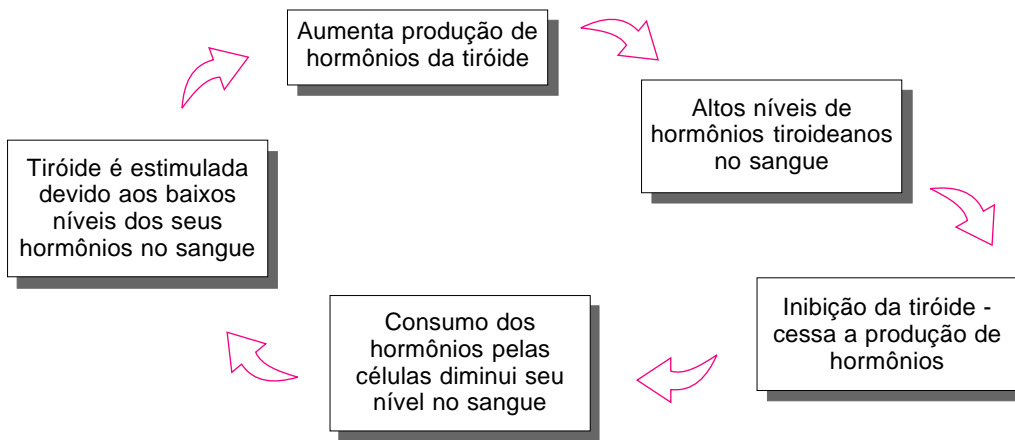 Aumenta produção de
hormônios da tiróide
Altos níveis de
hormônios tiroideanos
no sangue
Inibição da tiróide -
cessa a produção de
hormônios
Consumo dos
hormônios pelas
células diminui seu
nível no sangue
Tiróide é estimulada
devido aos baixos
níveis dos seus
hormônios no sangue